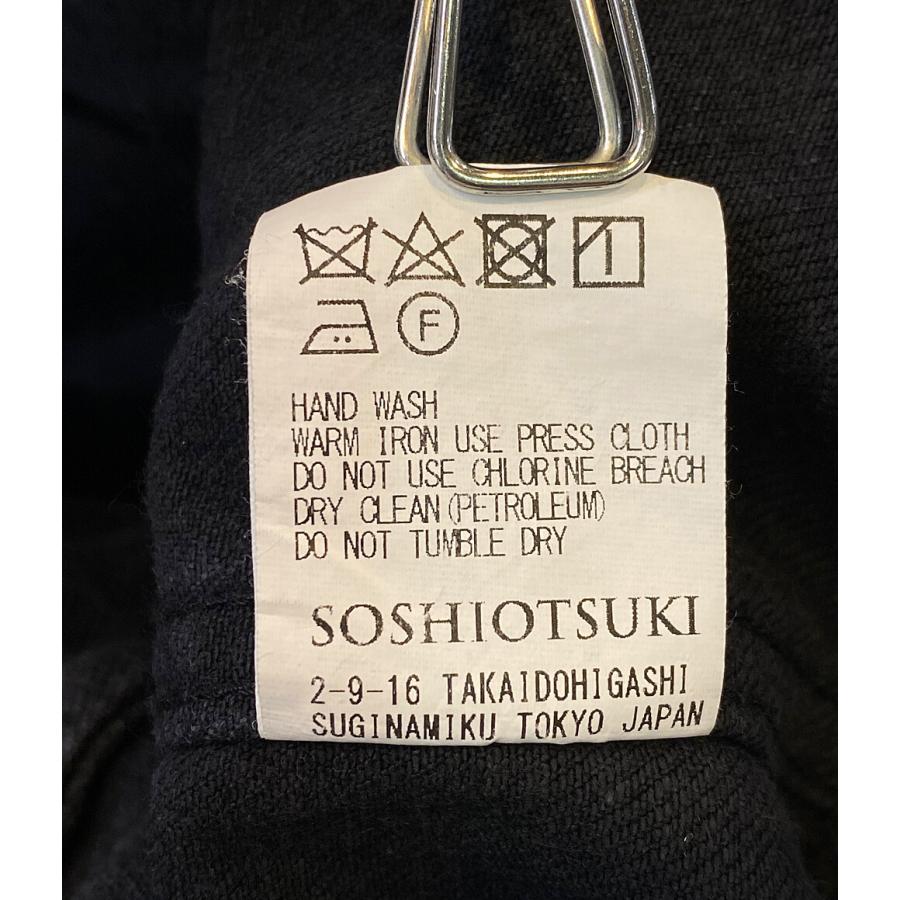 F
HAND WASH
WARM IRON USE PRESS CLOTH
DO NOT USE CHLORINE BREACH
DRY CLEAN(PETROLEUM)
DO NOT TUMBLE DRY
SOSHIOTSUKI
2-9-16 TAKAIDOHIGASHI
SUGINAMIKU TOKYO JAPAN